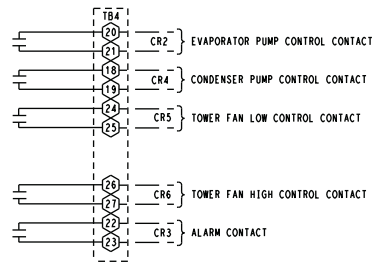 TB4
20
21
CR2 EVAPORATOR PUMP CONTROL CONTACT
18
19
CR4 CONDENSER PUMP CONTROL CONTACT
24
25
CR5 TOWER FAN LOW CONTROL CONTACT
26
27
CR6 TOWER FAN HIGH CONTROL CONTACT
22
23
CR3 ALARM CONTACT